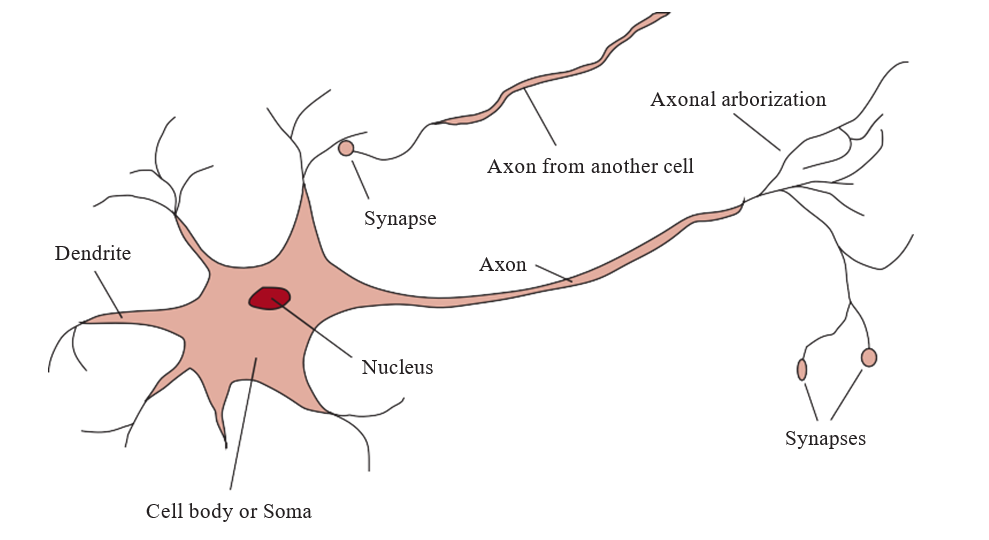 Axonal arborization
Axon from another cell
Synapse
Dendrite
Axon
Nucleus
Synapses
Cell body or Soma